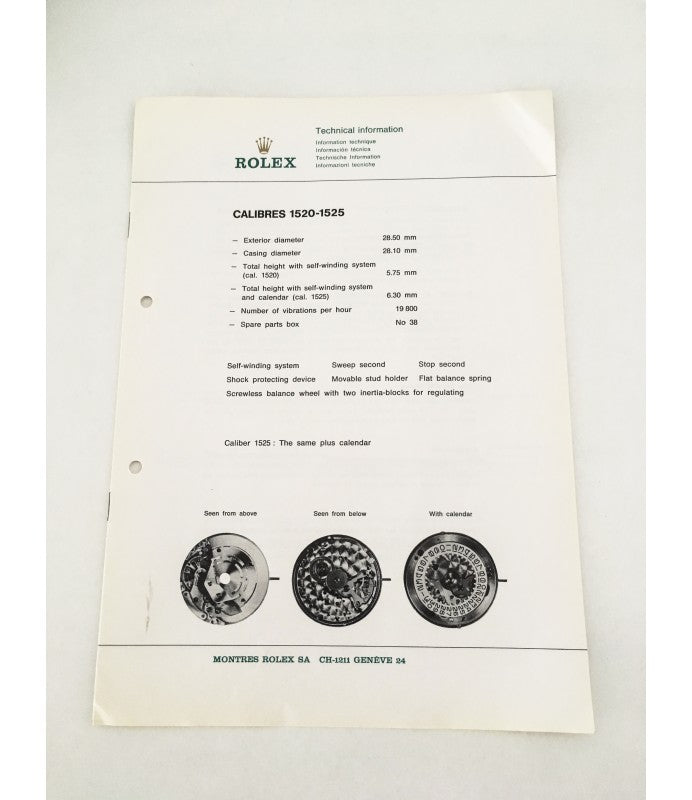 ROLEX
Technical information
Information technique
Información técnica
Technische Information
Informazioni tecniche
CALIBRES 1520-1525
— Exterior diameter 28.50 mm
— Casing diameter 28.10 mm
— Total height with self-winding system
(cal. 1520) 5.75 mm
— Total height with self-winding system
and calendar (cal. 1525) 6.30 mm
— Number of vibrations per hour 19 800
— Spare parts box No 38
Self-winding system Sweep second Stop second
Shock protecting device Movable stud holder Flat balance spring
Screwless balance wheel with two inertia-blocks for regulating
Caliber 1525 : The same plus calendar
Seen from above Seen from below With calendar
MONTRES ROLEX SA CH-1211 GENÈVE 24